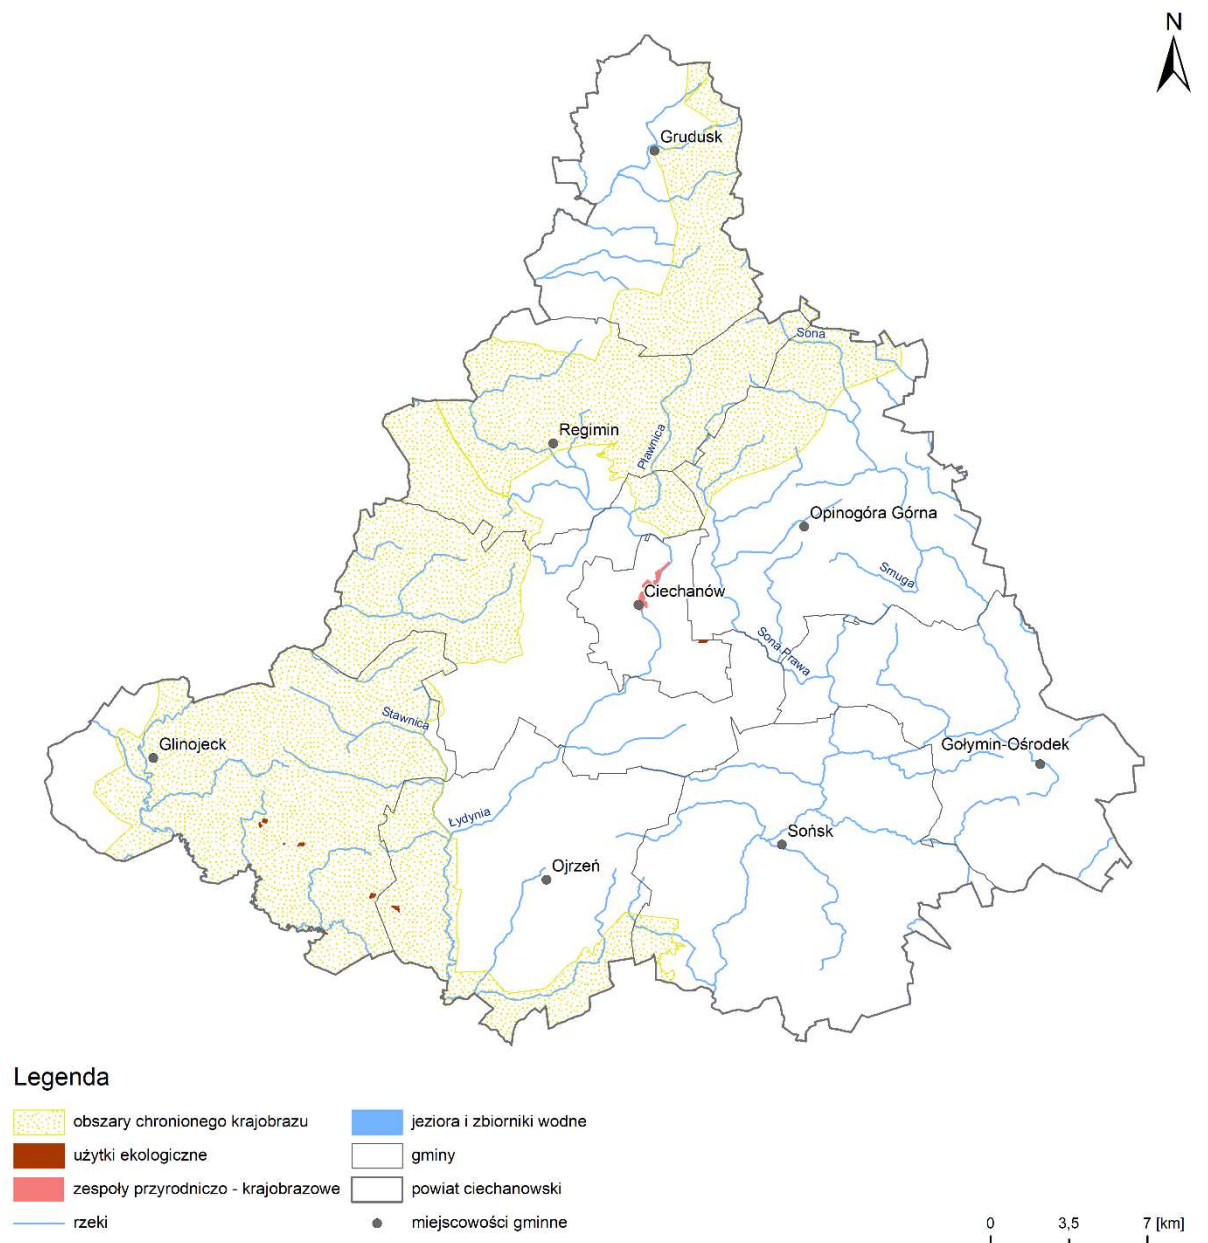 N
Grudusk
Sona
Regimin
Pławnica
Opinogóra Górna
Smuga
Ciechanów
Sona Prawa
Stawnica
Glinojeck
Gołymin-Ośrodek
Łydynia
Sońsk
Ojrzeń
Legenda
obszary chronionego krajobrazu
jeziora i zbiorniki wodne
użytki ekologiczne
gminy
zespoły przyrodniczo - krajobrazowe
powiat ciechanowski
rzeki
miejscowości gminne
0 3,5 7 [km]